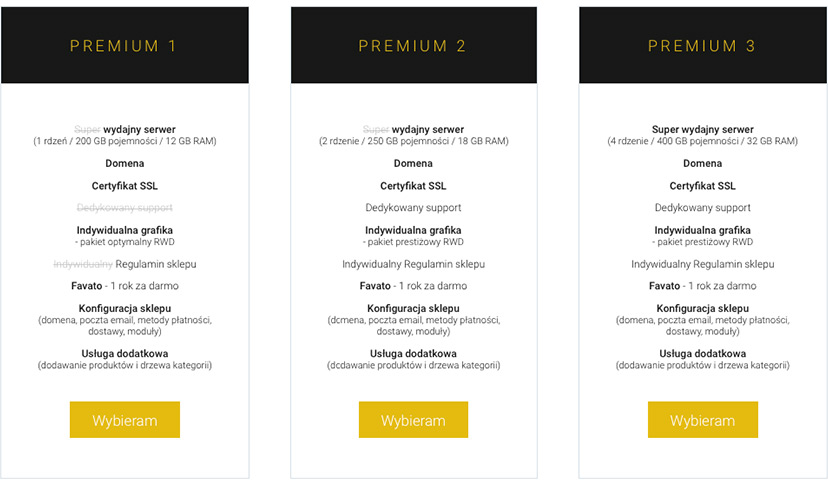 PREMIUM 1
Super wydajny serwer
(1 rdzeń / 200 GB pojemności / 12 GB RAM)
Domena
Certyfikat SSL
Dedykowany support
Indywidualna grafika
- pakiet optymalny RWD
Indywidualny Regulamin sklepu
Favato - 1 rok za darmo
Konfiguracja sklepu
(domena, poczta email, metody płatności,
dostawy, moduły)
Usługa dodatkowa
(dodawanie produktów i drzewa kategorii)
Wybieram
PREMIUM 2
Super wydajny serwer
(2 rdzenie / 250 GB pojemności / 18 GB RAM)
Domena
Certyfikat SSL
Dedykowany support
Indywidualna grafika
- pakiet prestiżowy RWD
Indywidualny Regulamin sklepu
Favato - 1 rok za darmo
Konfiguracja sklepu
(domena, poczta email, metody płatności,
dostawy, moduły)
Usługa dodatkowa
(dodawanie produktów i drzewa kategorii)
Wybieram
PREMIUM 3
Super wydajny serwer
(4 rdzenie / 400 GB pojemności / 32 GB RAM)
Domena
Certyfikat SSL
Dedykowany support
Indywidualna grafika
- pakiet prestiżowy RWD
Indywidualny Regulamin sklepu
Favato - 1 rok za darmo
Konfiguracja sklepu
(domena, poczta email, metody płatności,
dostawy, moduły)
Usługa dodatkowa
(dodawanie produktów i drzewa kategorii)
Wybieram